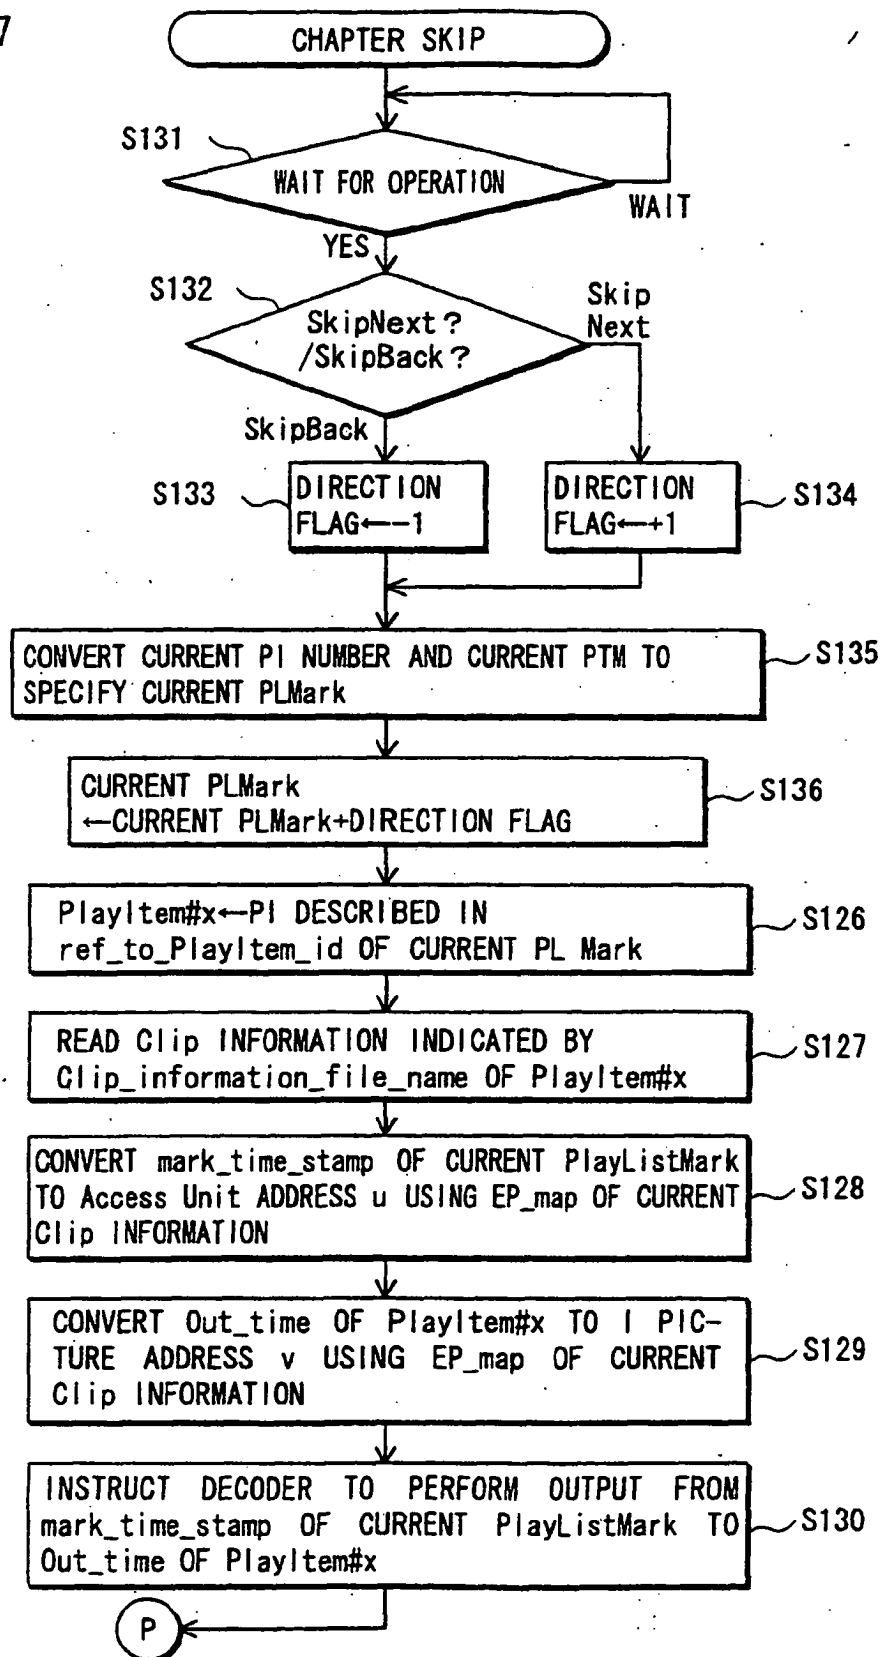 7
CHAPTER SKIP
S131
WAIT FOR OPERATION
WAIT
YES
S132
SkipNext?
/SkipBack?
Skip
Next
SkipBack
S133
DIRECTION
FLAG←−1
DIRECTION
FLAG←+1
S134
CONVERT CURRENT PI NUMBER AND CURRENT PTM TO
SPECIFY CURRENT PLMark
S135
CURRENT PLMark
←CURRENT PLMark+DIRECTION FLAG
S136
PlayItem#x←PI DESCRIBED IN
ref_to_PlayItem_id OF CURRENT PL Mark
S126
READ Clip INFORMATION INDICATED BY
Clip_information_file_name OF PlayItem#x
S127
CONVERT mark_time_stamp OF CURRENT PlayListMark
TO Access Unit ADDRESS u USING EP_map OF CURRENT
Clip INFORMATION
S128
CONVERT Out_time OF PlayItem#x TO I PIC-
TURE ADDRESS v USING EP_map OF CURRENT
Clip INFORMATION
S129
INSTRUCT DECODER TO PERFORM OUTPUT FROM
mark_time_stamp OF CURRENT PlayListMark TO
Out_time OF PlayItem#x
S130
P